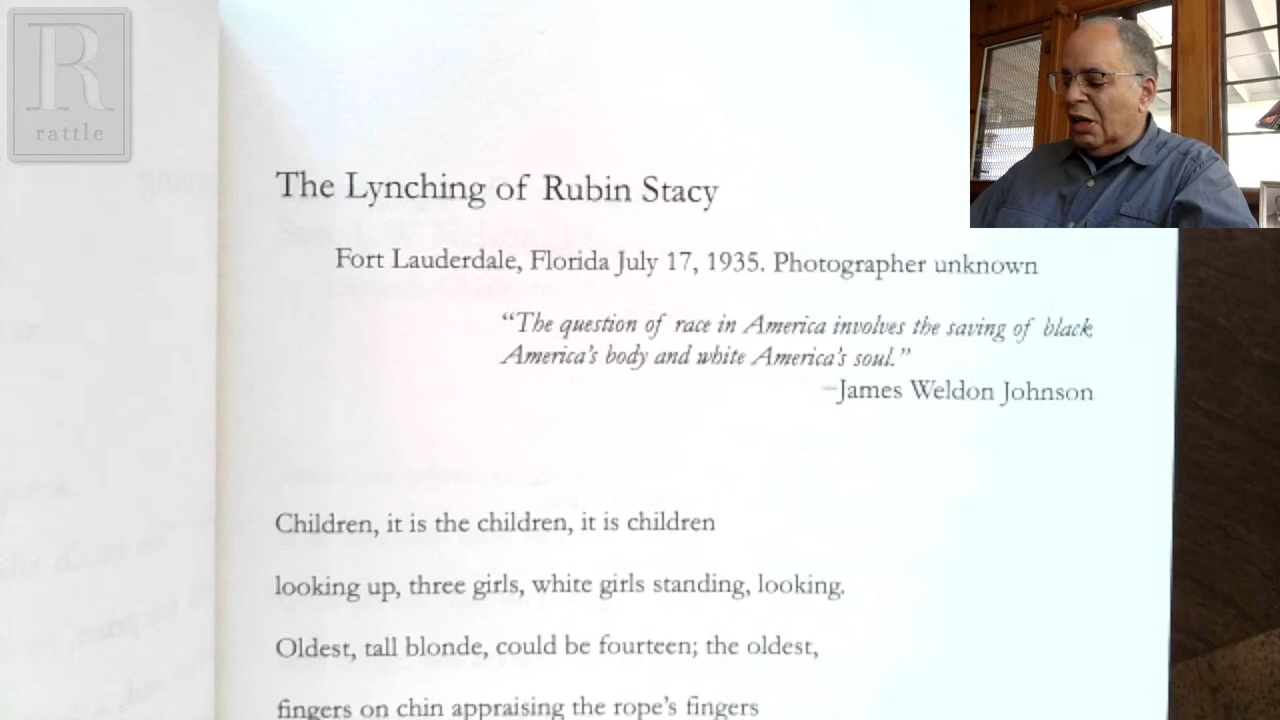 R
rattle
The Lynching of Rubin Stacy
Fort Lauderdale, Florida July 17, 1935. Photographer unknown
“The question of race in America involves the saving of black
America's body and white America's soul.”
–James Weldon Johnson
Children, it is the children, it is children
looking up, three girls, white girls standing, looking.
Oldest, tall blonde, could be fourteen; the oldest,
fingers on chin appraising the rope's fingers